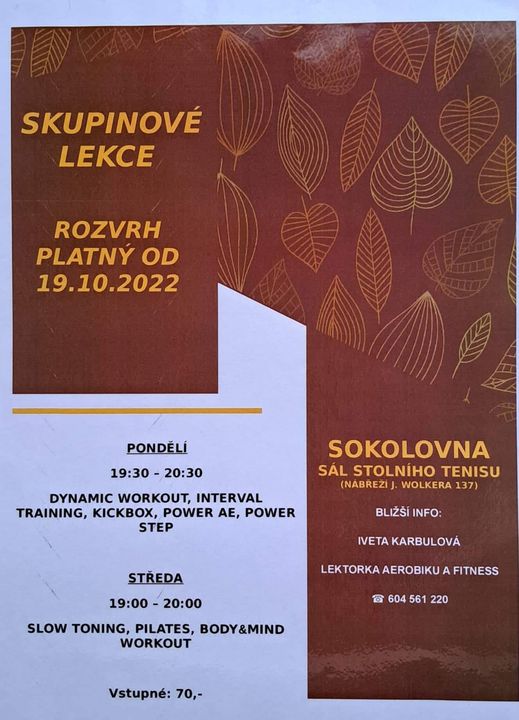 SKUPINOVÉ
LEKCE
ROZVRH
PLATNÝ OD
19.10.2022
PONDĚLÍ
19:30 – 20:30
DYNAMIC WORKOUT, INTERVAL
TRAINING, KICKBOX, POWER AE, POWER
STEP
STŘEDA
19:00 – 20:00
SLOW TONING, PILATES, BODY&MIND
WORKOUT
Vstupné: 70,-
SOKOLOVNA
SÁL STOLNÍHO TENISU
(NÁBŘEŽÍ J. WOLKERA 137)
BLIŽŠÍ INFO:
IVETA KARBULOVÁ
LEKTORKA AEROBIKU A FITNESS
☎ 604 561 220